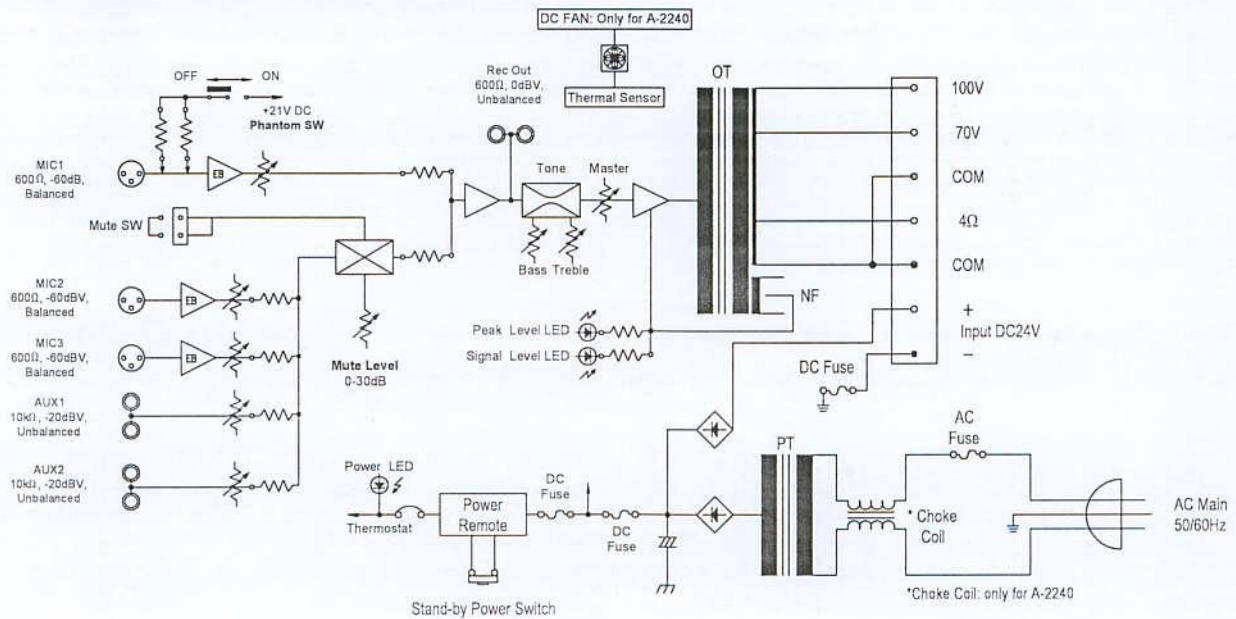 DC FAN: Only for A-2240
Thermal Sensor
OFF
ON
+21V DC
Phantom SW
Rec Out
600Ω, 0dBV,
Unbalanced
OT
100V
70V
COM
4Ω
COM
+
Input DC24V
−
MIC1
600Ω, -60dB,
Balanced
EB
Tone
Master
Mute SW
Bass Treble
NF
MIC2
600Ω, -60dBV,
Balanced
EB
Peak Level LED
Signal Level LED
MIC3
600Ω, -60dBV,
Balanced
EB
Mute Level
0-30dB
DC Fuse
AUX1
10kΩ, -20dBV,
Unbalanced
AUX2
10kΩ, -20dBV,
Unbalanced
Power LED
Thermostat
Power
Remote
DC
Fuse
DC
Fuse
PT
AC
Fuse
* Choke
Coil
AC Main
50/60Hz
*Choke Coil: only for A-2240
Stand-by Power Switch